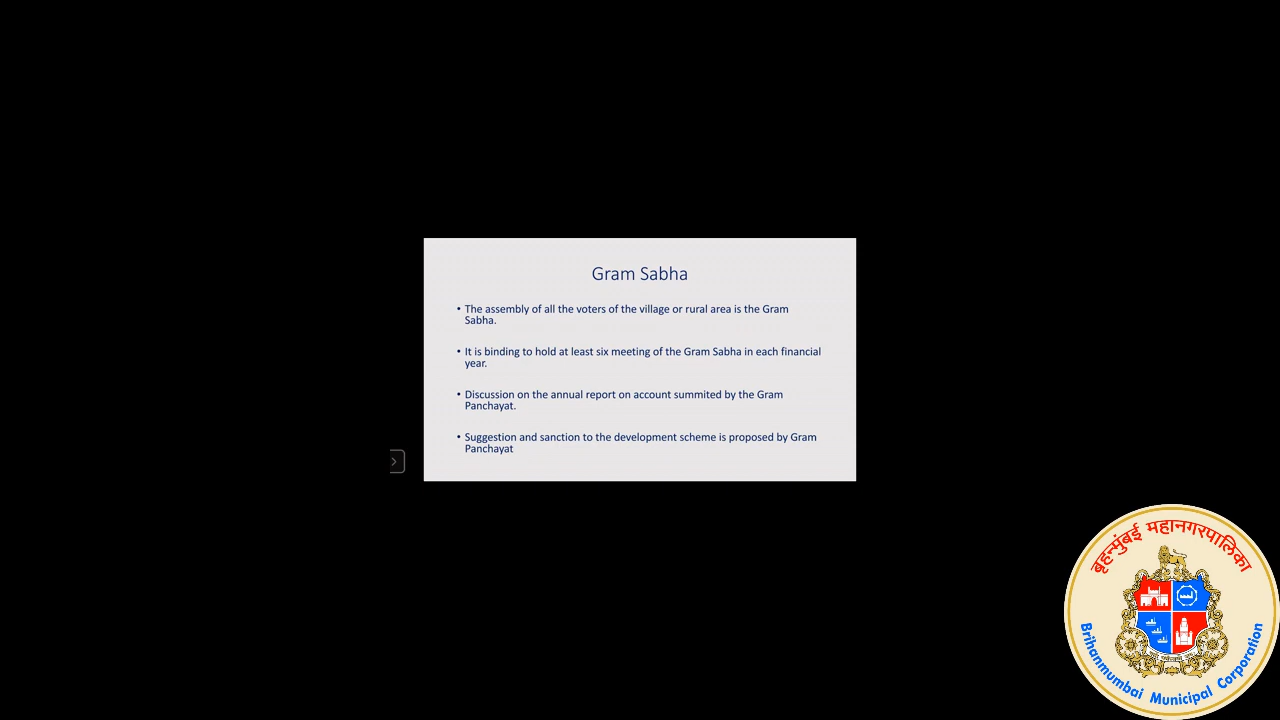 Gram Sabha
• The assembly of all the voters of the village or rural area is the Gram
Sabha.
• It is binding to hold at least six meeting of the Gram Sabha in each financial
year.
• Discussion on the annual report on account summited by the Gram
Panchayat.
• Suggestion and sanction to the development scheme is proposed by Gram
Panchayat
बृहन्मुंबई महानगरपालिका
Brihanmumbai Municipal Corporation